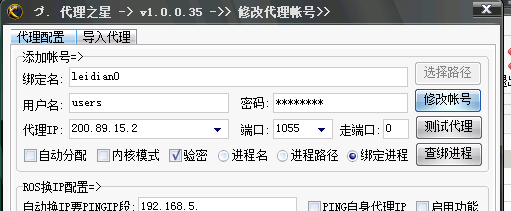 づ. 代理之星 -> v1.0.0.35 ->> 修改代理帐号>>
代理配置 导入代理
添加帐号=>
绑定名: leidian0 选择路径
用户名: users 密码: ******** 修改帐号
代理IP: 200.89.15.2 端口: 1055 走端口: 0 测试代理
自动分配 内核模式 验密 进程名 进程路径 绑定进程 查绑进程
ROS换IP配置=>
自动换IP要PINGIP段: 192.168.5. PING自身代理IP 启用功能